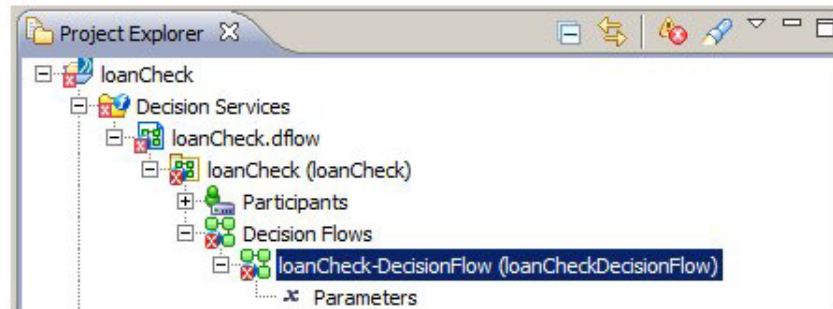 Project Explorer
loanCheck
Decision Services
loanCheck.dflow
loanCheck (loanCheck)
Participants
Decision Flows
loanCheck-DecisionFlow (loanCheckDecisionFlow)
x Parameters